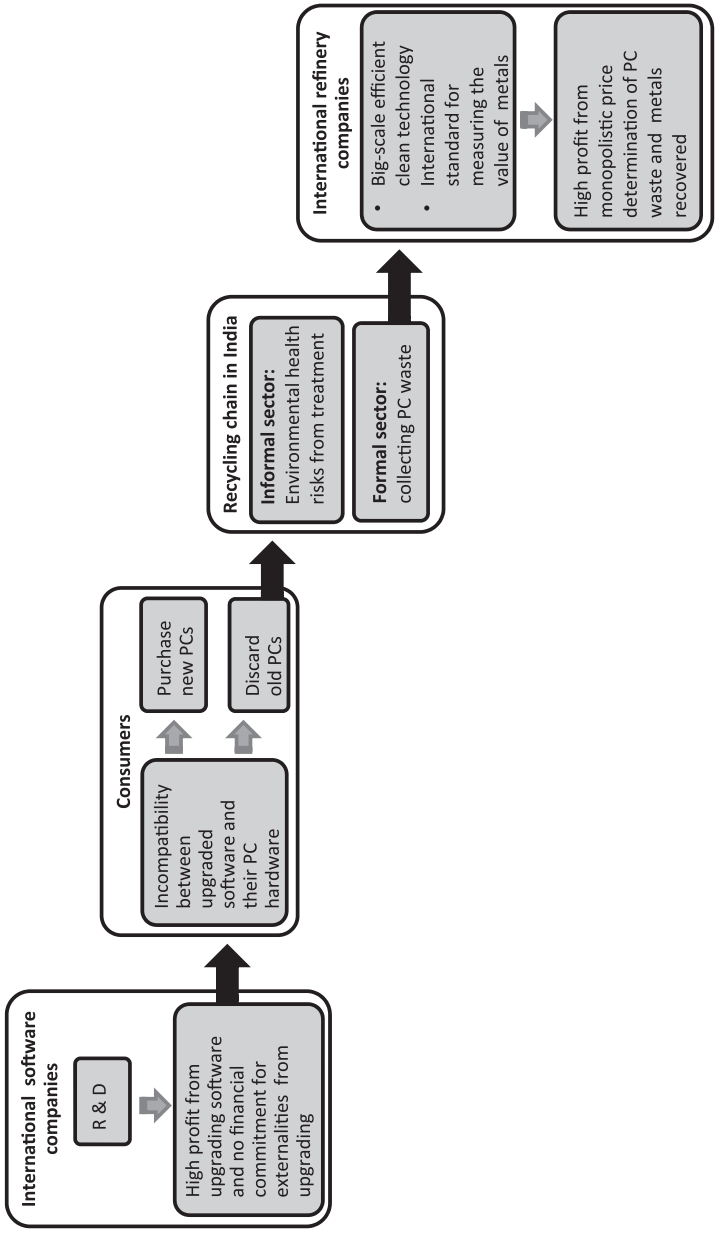 International software
companies
R & D
High profit from
upgrading software
and no financial
commitment for
externalities from
upgrading
Consumers
Incompatibility
between
upgraded
software and
their PC
hardware
Purchase
new PCs
Discard
old PCs
Recycling chain in India
Informal sector:
Environmental health
risks from treatment
Formal sector:
collecting PC waste
International refinery
companies
• Big-scale efficient
clean technology
• International
standard for
measuring the
value of metals
High profit from
monopolistic price
determination of PC
waste and metals
recovered